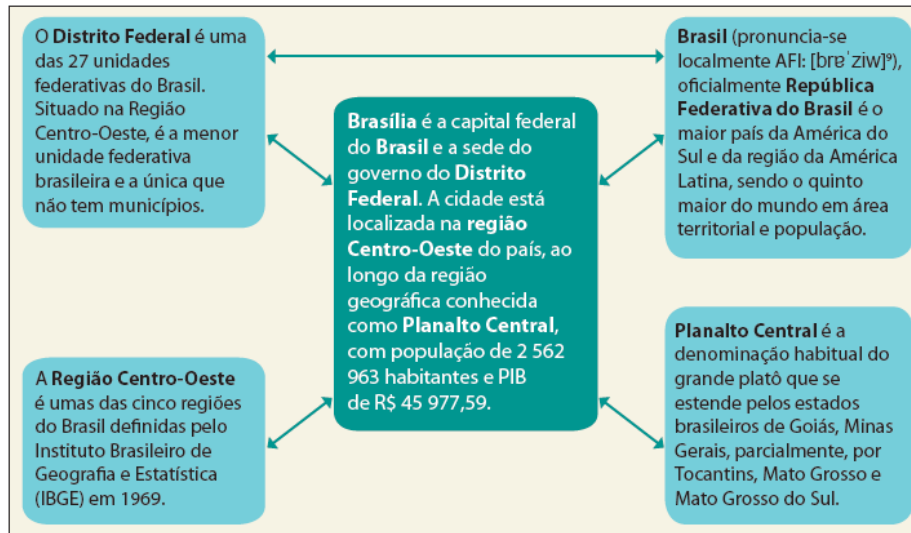 O Distrito Federal é uma
das 27 unidades
federativas do Brasil.
Situado na Região
Centro-Oeste, é a menor
unidade federativa
brasileira e a única que
não tem municípios.
Brasil (pronuncia-se
localmente AFI: [bɾɐˈziw]⁹),
oficialmente República
Federativa do Brasil é o
maior país da América do
Sul e da região da América
Latina, sendo o quinto
maior do mundo em área
territorial e população.
Brasília é a capital federal
do Brasil e a sede do
governo do Distrito
Federal. A cidade está
localizada na região
Centro-Oeste do país, ao
longo da região
geográfica conhecida
como Planalto Central,
com população de 2 562
963 habitantes e PIB
de R$ 45 977,59.
A Região Centro-Oeste
é umas das cinco regiões
do Brasil definidas pelo
Instituto Brasileiro de
Geografia e Estatística
(IBGE) em 1969.
Planalto Central é a
denominação habitual do
grande platô que se
estende pelos estados
brasileiros de Goiás, Minas
Gerais, parcialmente, por
Tocantins, Mato Grosso e
Mato Grosso do Sul.